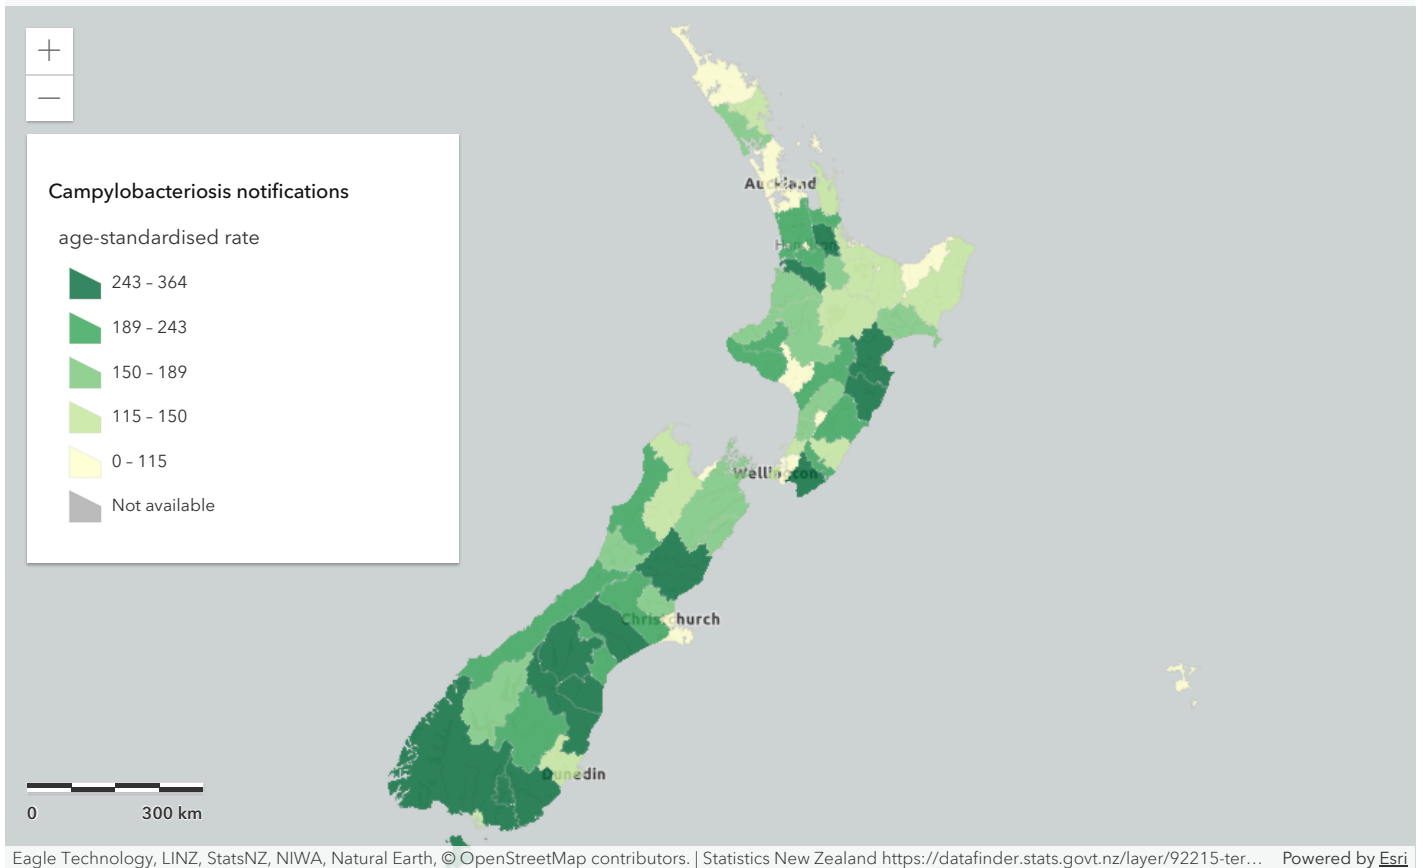 +
−
Campylobacteriosis notifications
age-standardised rate
243 – 364
189 – 243
150 – 189
115 – 150
0 – 115
Not available
Auckland
Hamilton
Wellington
Christchurch
Dunedin
0
300 km
Eagle Technology, LINZ, StatsNZ, NIWA, Natural Earth, © OpenStreetMap contributors. | Statistics New Zealand https://datafinder.stats.govt.nz/layer/92215-ter… Powered by Esri